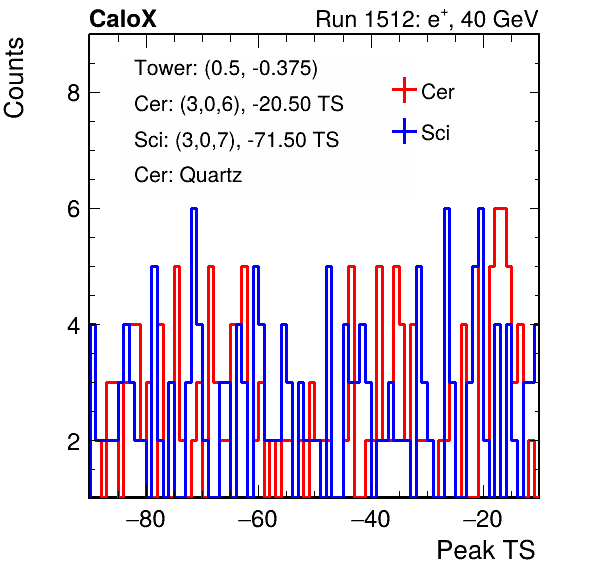 CaloX
Run 1512: e+, 40 GeV
Counts
Tower: (0.5, -0.375)
Cer: (3,0,6), -20.50 TS
Sci: (3,0,7), -71.50 TS
Cer: Quartz
Cer
Sci
8
6
4
2
−80
−60
−40
−20
Peak TS